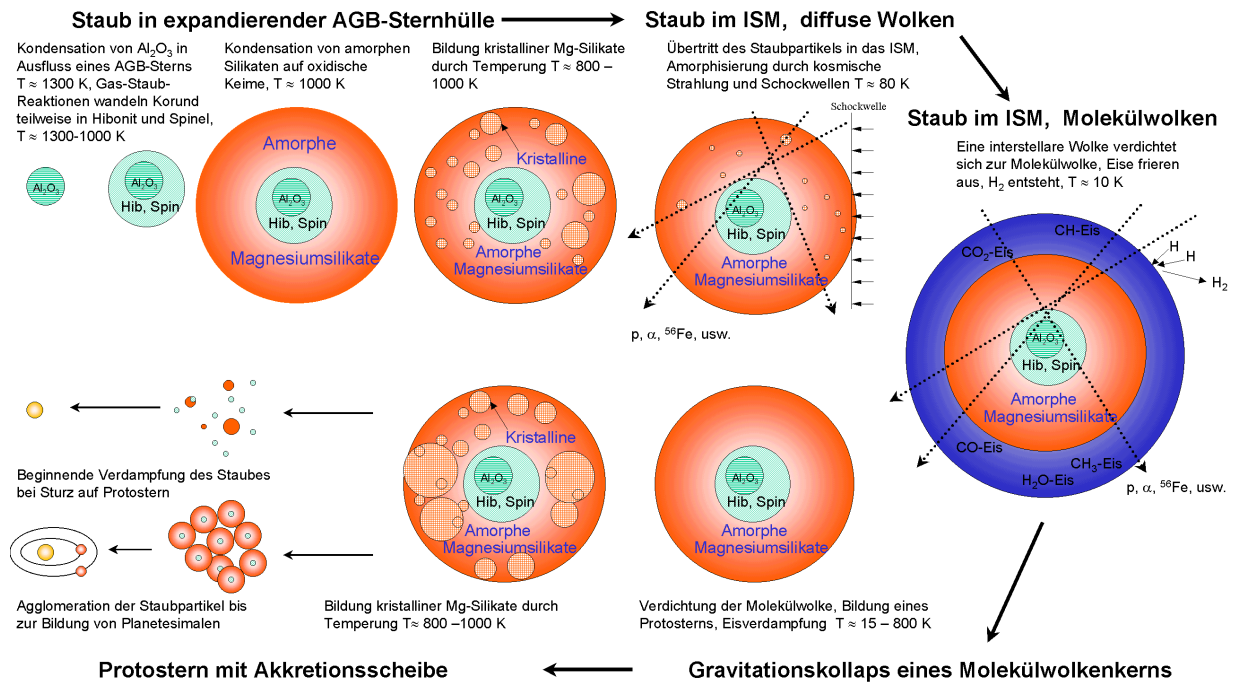 Staub in expandierender AGB-Sternhülle
Staub im ISM, diffuse Wolken
Kondensation von Al2O3 in
Ausfluss eines AGB-Sterns
T ≈ 1300 K, Gas-Staub-
Reaktionen wandeln Korund
teilweise in Hibonit und Spinel,
T ≈ 1300-1000 K
Kondensation von amorphen
Silikaten auf oxidische
Keime, T ≈ 1000 K
Bildung kristalliner Mg-Silikate
durch Temperung T ≈ 800 –
1000 K
Übertritt des Staubpartikels in das ISM,
Amorphisierung durch kosmische
Strahlung und Schockwellen T ≈ 80 K
Schockwelle
Al2O3
Al2O3
Hib, Spin
Amorphe
Al2O3
Hib, Spin
Magnesiumsilikate
Kristalline
Al2O3
Hib, Spin
Amorphe
Magnesiumsilikate
Al2O3
Hib, Spin
Amorphe
Magnesiumsilikate
p, α, 56Fe, usw.
Staub im ISM, Molekülwolken
Eine interstellare Wolke verdichtet
sich zur Molekülwolke, Eise frieren
aus, H2 entsteht, T ≈ 10 K
CH-Eis
CO2-Eis
H
H
H2
Al2O3
Hib, Spin
Amorphe
Magnesiumsilikate
CO-Eis
CH3-Eis
H2O-Eis
p, α, 56Fe, usw.
Beginnende Verdampfung des Staubes
bei Sturz auf Protostern
Kristalline
Al2O3
Hib, Spin
Amorphe
Magnesiumsilikate
Al2O3
Hib, Spin
Amorphe
Magnesiumsilikate
Agglomeration der Staubpartikel bis
zur Bildung von Planetesimalen
Bildung kristalliner Mg-Silikate durch
Temperung T≈ 800 –1000 K
Verdichtung der Molekülwolke, Bildung eines
Protosterns, Eisverdampfung T ≈ 15 – 800 K
Protostern mit Akkretionsscheibe
Gravitationskollaps eines Molekülwolkenkerns